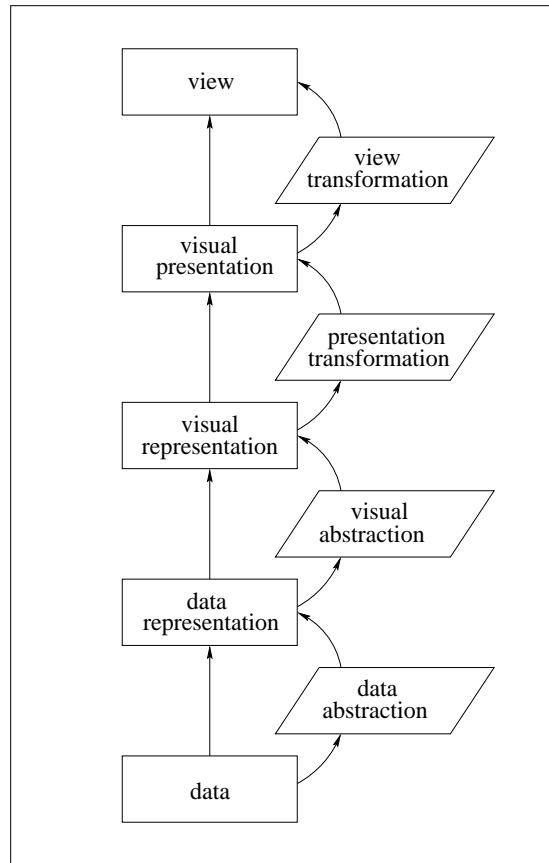 view
view
transformation
visual
presentation
presentation
transformation
visual
representation
visual
abstraction
data
representation
data
abstraction
data